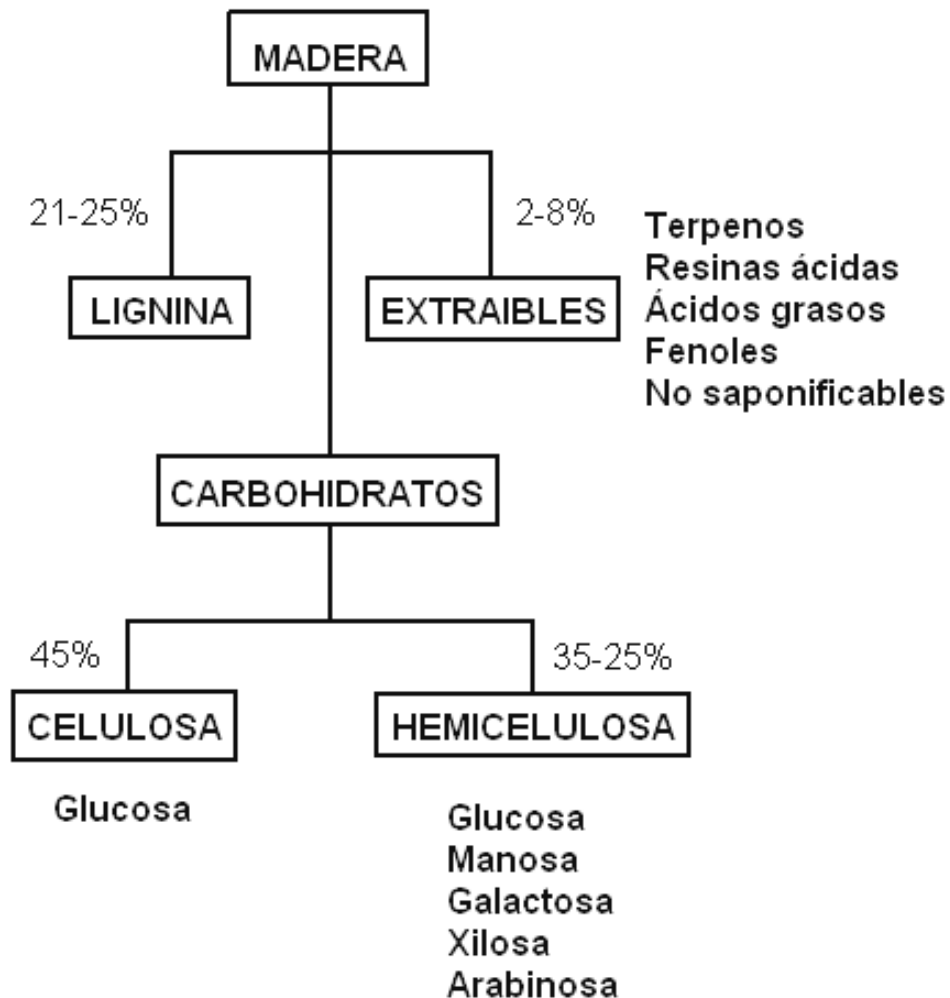 MADERA
21-25%
2-8%
LIGNINA
EXTRAIBLES
Terpenos
Resinas ácidas
Ácidos grasos
Fenoles
No saponificables
CARBOHIDRATOS
45%
35-25%
CELULOSA
HEMICELULOSA
Glucosa
Glucosa
Manosa
Galactosa
Xilosa
Arabinosa